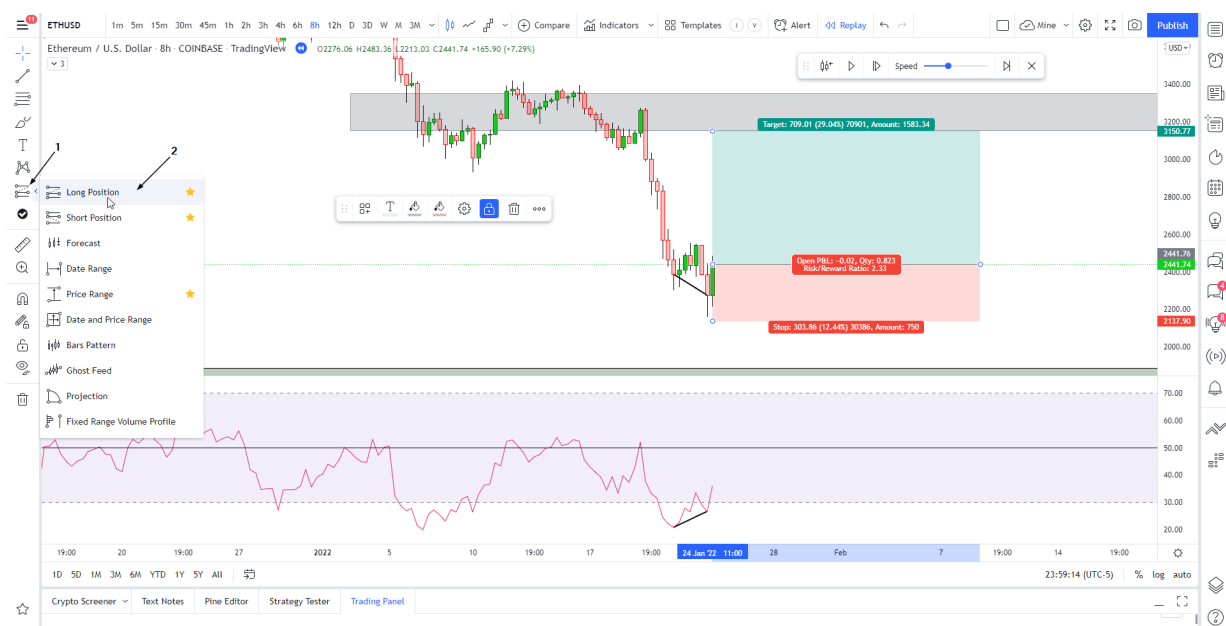 11
ETHUSD 1m 5m 15m 30m 45m 1h 2h 3h 4h 6h 8h 12h D 3D W M 3M Compare Indicators Templates I V Alert Replay Mine Publish
Ethereum / U.S. Dollar · 8h · COINBASE · TradingView O2276.06 H2483.36 L2213.03 C2441.74 +165.90 (+7.29%)
USD
3
Speed
3400.00
3200.00
Target: 709.01 (29.04%) 70901, Amount: 1583.34
3150.77
T
1
2
3000.00
Long Position
2800.00
T
Short Position
2600.00
Forecast
2441.76
Open P&L: -0.02, Qty: 0.823
2441.74
Risk/Reward Ratio: 2.33
Date Range
2400.00
Price Range
4
2200.00
Date and Price Range
2137.90
8
Stop: 303.86 (12.44%) 30386, Amount: 750
Bars Pattern
2000.00
Ghost Feed
Projection
70.00
Fixed Range Volume Profile
60.00
50.00
40.00
30.00
20.00
19:00 20 19:00 27 2022 5 10 19:00 17 19:00 24 Jan '22 11:00 28 Feb 7 19:00 14 19:00
1D 5D 1M 3M 6M YTD 1Y 5Y All 23:59:14 (UTC-5) % log auto
Crypto Screener Text Notes Pine Editor Strategy Tester Trading Panel